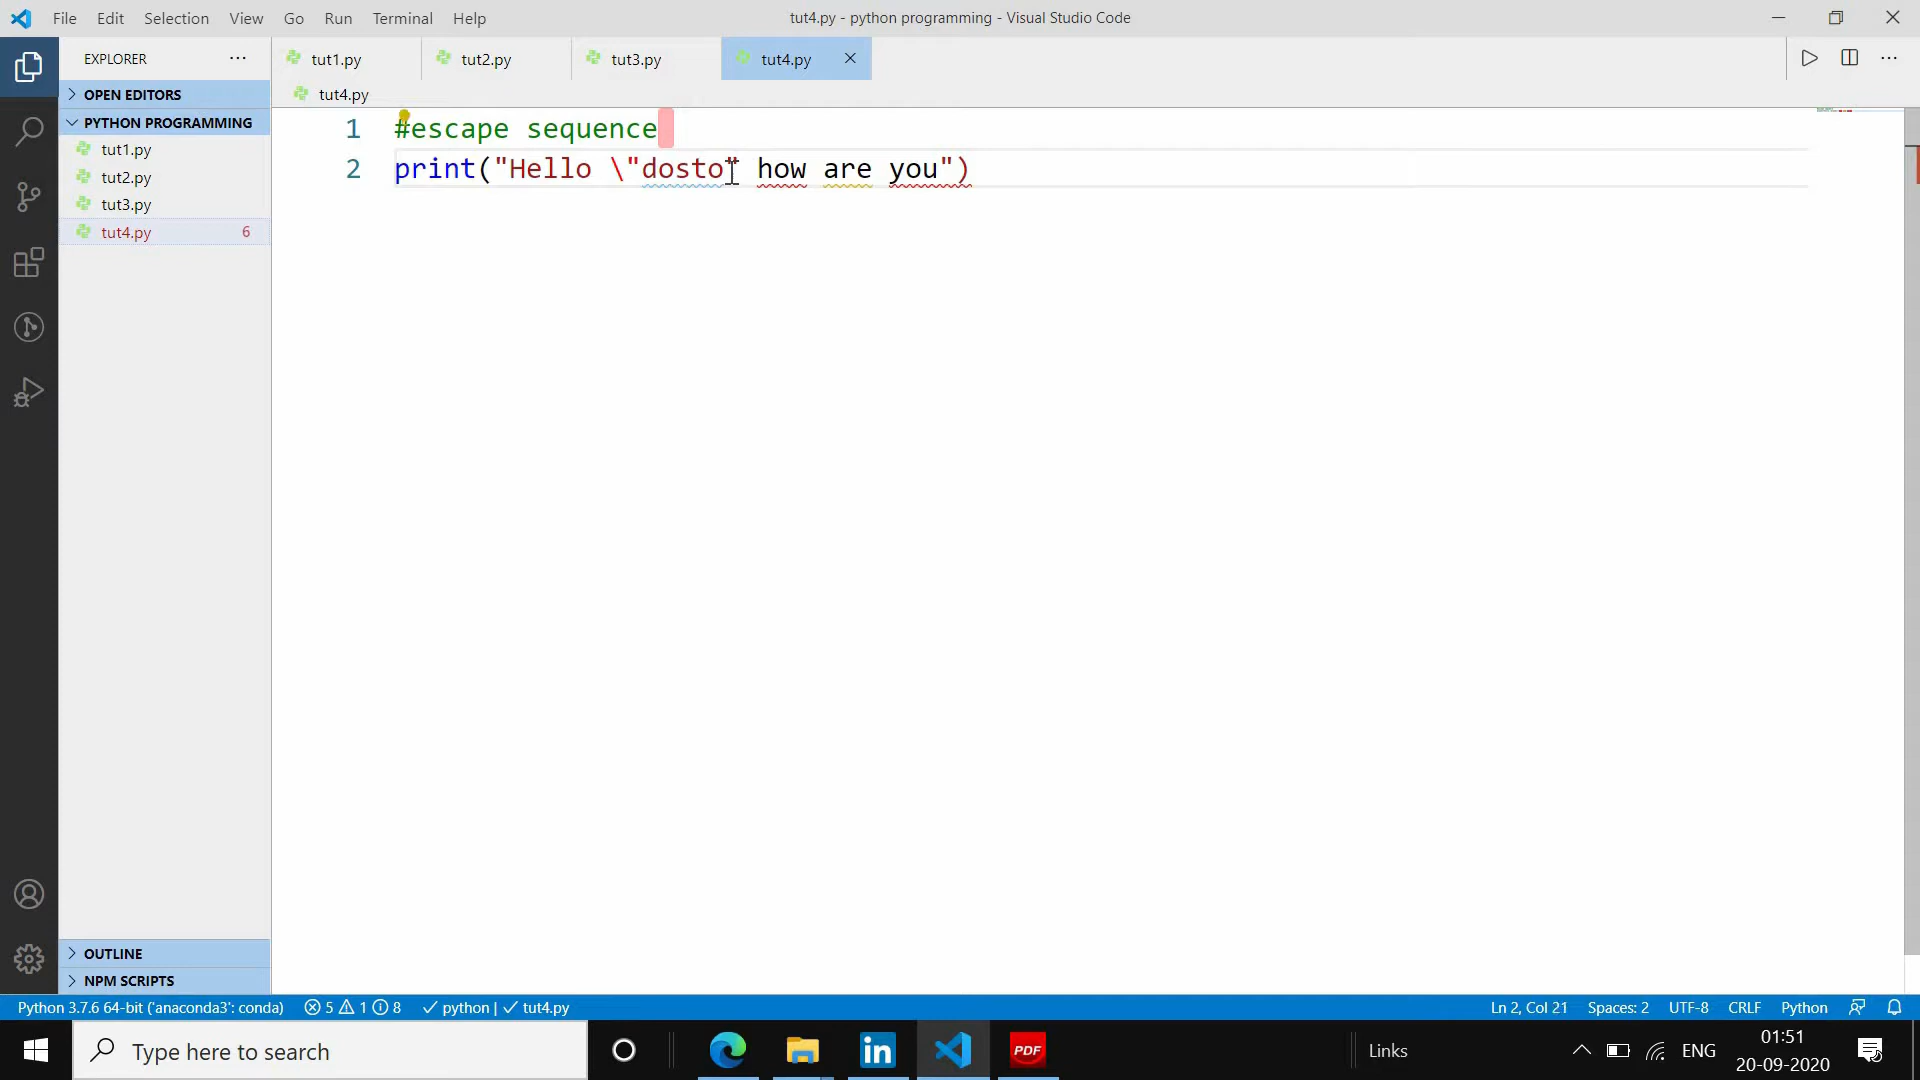 File Edit Selection View Go Run Terminal Help
tut4.py - python programming - Visual Studio Code
EXPLORER
tut1.py tut2.py tut3.py tut4.py
OPEN EDITORS
PYTHON PROGRAMMING
tut1.py
tut2.py
tut3.py
tut4.py 6
tut4.py
1 #escape sequence
2 print("Hello \"dosto" how are you")
OUTLINE
NPM SCRIPTS
Python 3.7.6 64-bit ('anaconda3': conda) 5 1 8 python | tut4.py Ln 2, Col 21 Spaces: 2 UTF-8 CRLF Python
Type here to search in PDF Links ENG 01:51
20-09-2020